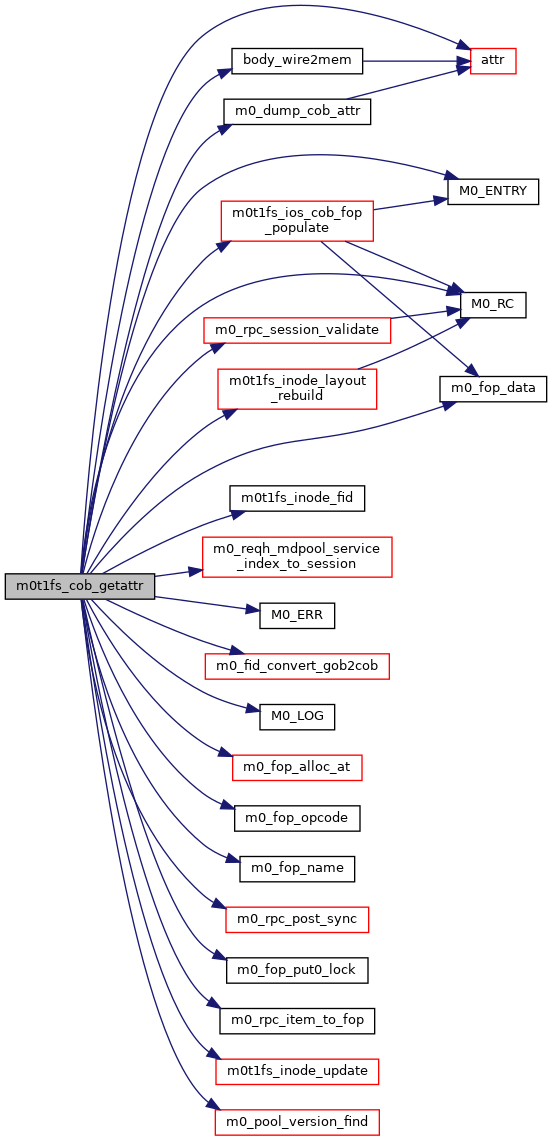 attr
body_wire2mem
m0_dump_cob_attr
M0_ENTRY
m0t1fs_ios_cob_fop
_populate
M0_RC
m0_rpc_session_validate
m0t1fs_inode_layout
_rebuild
m0_fop_data
m0t1fs_inode_fid
m0_reqh_mdpool_service
_index_to_session
m0t1fs_cob_getattr
M0_ERR
m0_fid_convert_gob2cob
M0_LOG
m0_fop_alloc_at
m0_fop_opcode
m0_fop_name
m0_rpc_post_sync
m0_fop_put0_lock
m0_rpc_item_to_fop
m0t1fs_inode_update
m0_pool_version_find